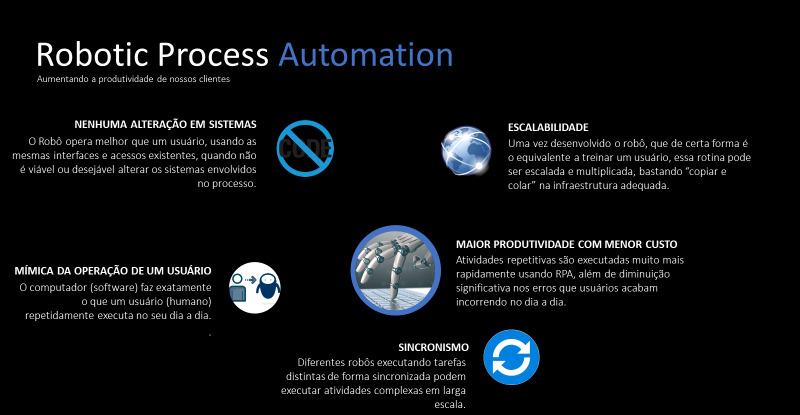 Robotic Process Automation
Aumentando a produtividade de nossos clientes
NENHUMA ALTERAÇÃO EM SISTEMAS
O Robô opera melhor que um usuário, usando as
mesmas interfaces e acessos existentes, quando não
é viável ou desejável alterar os sistemas envolvidos
no processo.
CODE
ESCALABILIDADE
Uma vez desenvolvido o robô, que de certa forma é
o equivalente a treinar um usuário, essa rotina pode
ser escalada e multiplicada, bastando “copiar e
colar” na infraestrutura adequada.
MÍMICA DA OPERAÇÃO DE UM USUÁRIO
O computador (software) faz exatamente
o que um usuário (humano)
repetidamente executa no seu dia a dia.
.
MAIOR PRODUTIVIDADE COM MENOR CUSTO
Atividades repetitivas são executadas muito mais
rapidamente usando RPA, além de diminuição
significativa nos erros que usuários acabam
incorrendo no dia a dia.
SINCRONISMO
Diferentes robôs executando tarefas
distintas de forma sincronizada podem
executar atividades complexas em larga
escala.